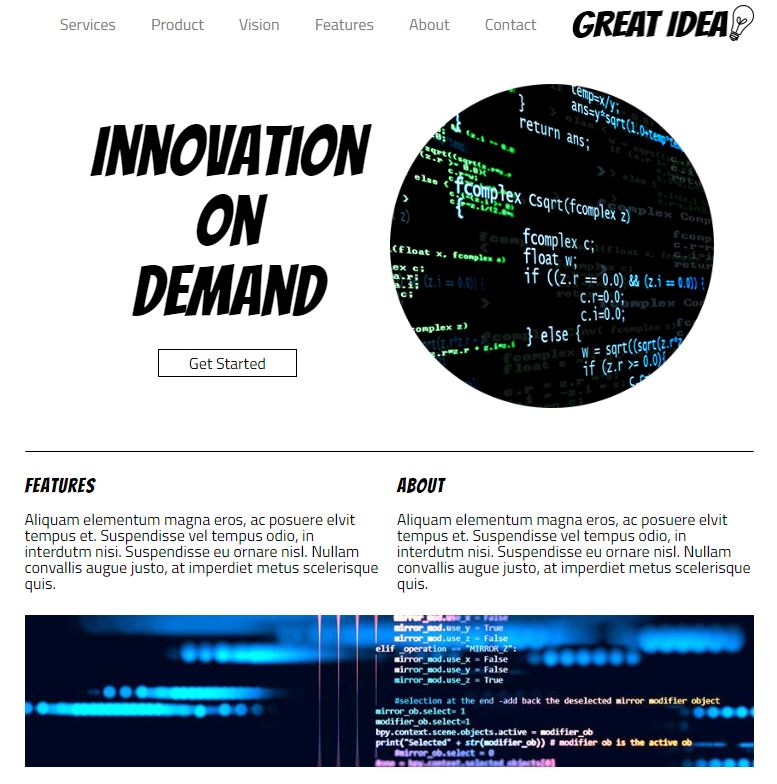 Services Product Vision Features About Contact GREAT IDEA
INNOVATION
ON
DEMAND
Get Started
temp=x/y;
ans=y*sqrt(1.0+temp*temp
}
return ans;
fcomplex Csqrt(fcomplex z)
{
fcomplex c;
float w;
if ((z.r == 0.0) && (z.i == 0.0))
c.r=0.0;
c.i=0.0;
} else {
w = sqrt((sqrt(z.r*z
if (z.r >= 0.0)
FEATURES
Aliquam elementum magna eros, ac posuere elvit
tempus et. Suspendisse vel tempus odio, in
interdutm nisi. Suspendisse eu ornare nisl. Nullam
convallis augue justo, at imperdiet metus scelerisque
quis.
ABOUT
Aliquam elementum magna eros, ac posuere elvit
tempus et. Suspendisse vel tempus odio, in
interdutm nisi. Suspendisse eu ornare nisl. Nullam
convallis augue justo, at imperdiet metus scelerisque
quis.
mirror_mod.use_x = False
mirror_mod.use_y = True
mirror_mod.use_z = False
elif _operation == "MIRROR_Z":
mirror_mod.use_x = False
mirror_mod.use_y = False
mirror_mod.use_z = True
#selection at the end -add back the deselected mirror modifier object
mirror_ob.select= 1
modifier_ob.select=1
bpy.context.scene.objects.active = modifier_ob
print("Selected" + str(modifier_ob)) # modifier ob is the active ob
#mirror_ob.select = 0
= bpy.context.selected_objects[0]